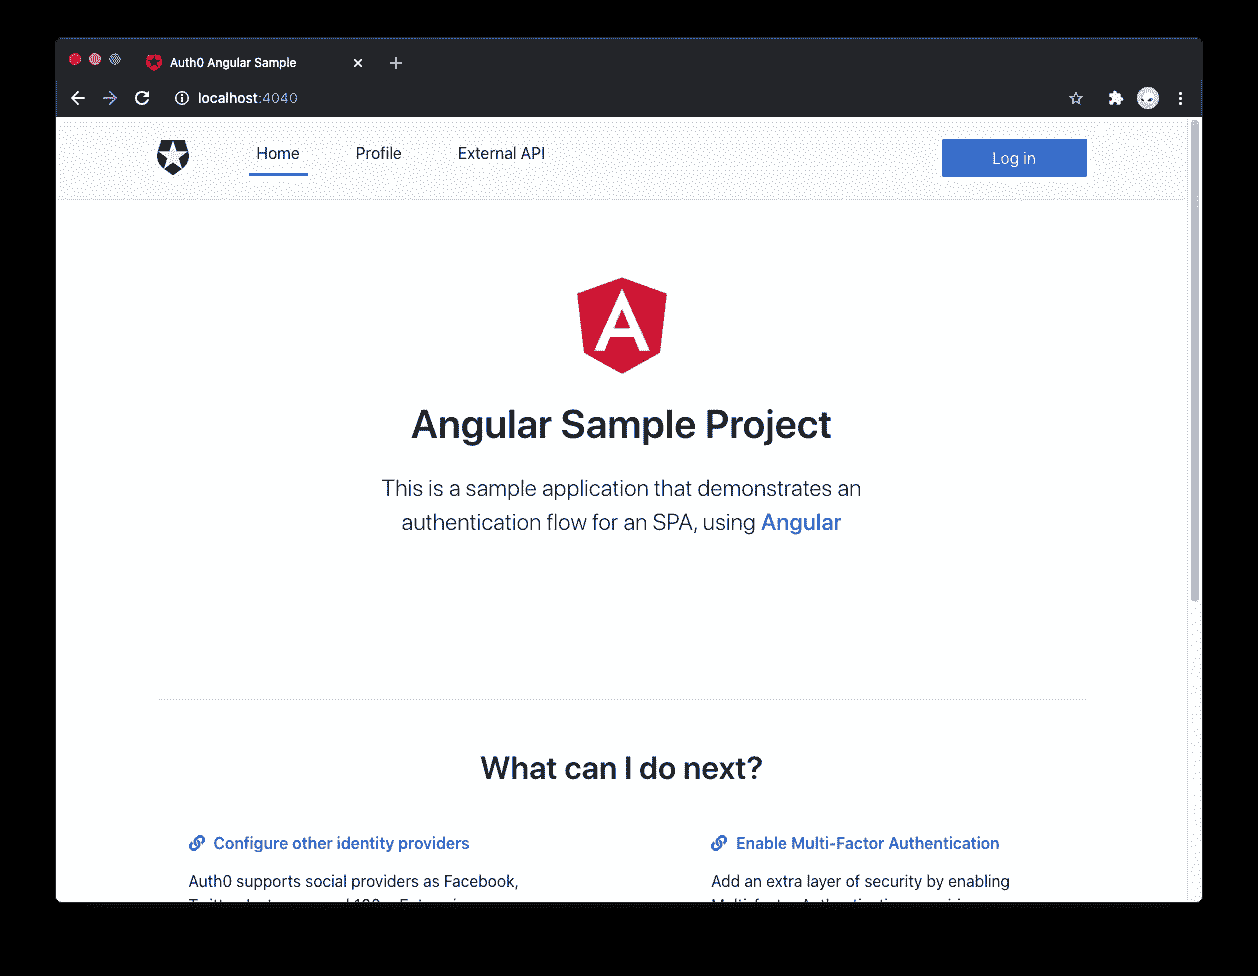 Auth0 Angular Sample
localhost:4040
Home Profile External API Log in
Angular Sample Project
This is a sample application that demonstrates an
authentication flow for an SPA, using Angular
What can I do next?
Configure other identity providers
Auth0 supports social providers as Facebook,
Enable Multi-Factor Authentication
Add an extra layer of security by enabling